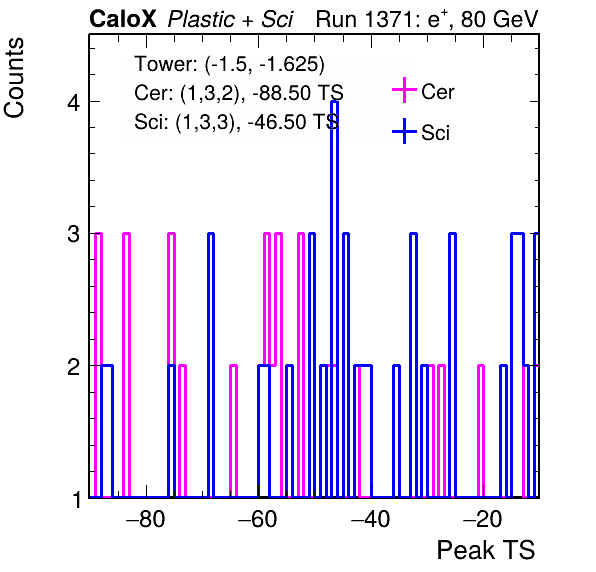 CaloX Plastic + Sci Run 1371: e⁺, 80 GeV
Counts
Tower: (-1.5, -1.625)
Cer: (1,3,2), -88.50 TS
Sci: (1,3,3), -46.50 TS
Cer
Sci
4
3
2
1
−80 −60 −40 −20
Peak TS